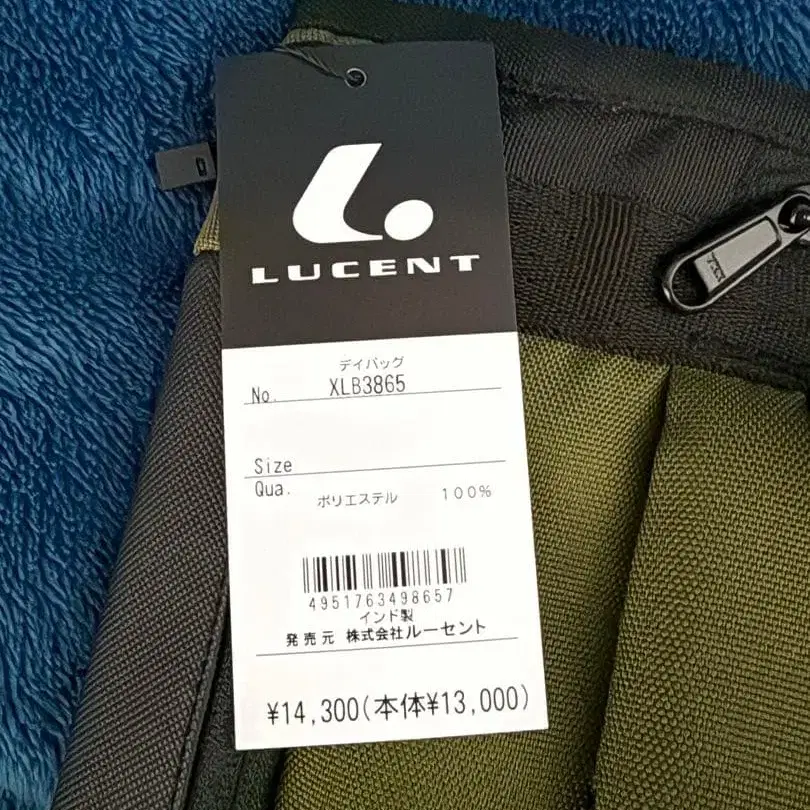 LUCENT
デイバッグ
No. XLB3865
Size
Qua. ポリエステル 100%
4951763498657
インド製
発売元 株式会社ルーセント
¥14,300(本体¥13,000)